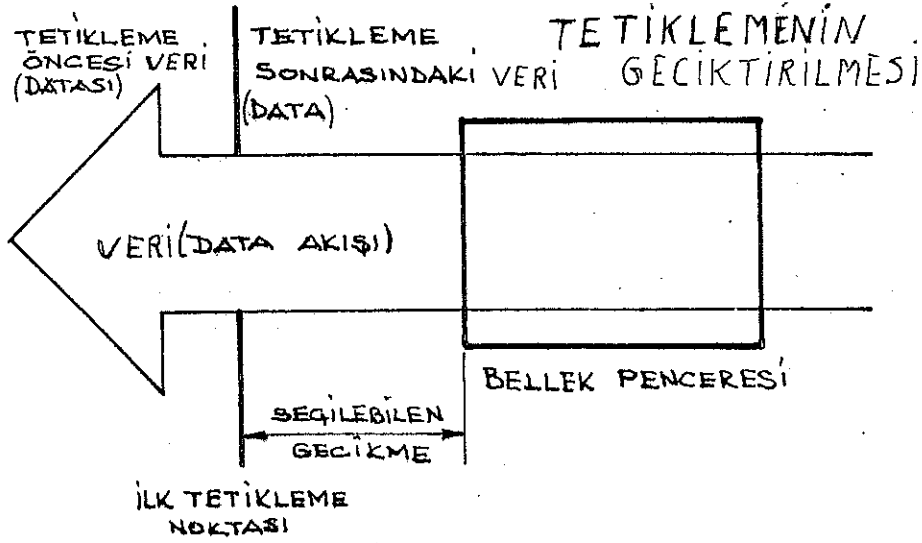 TETİKLEMENİN
GECİKTİRİLMESİ
TETİKLEME
ÖNCESİ VERİ
(DATASI)
TETİKLEME
SONRASINDAKİ VERİ
(DATA)
VERİ(DATA AKIŞI)
BELLEK PENCERESİ
SEÇİLEBİLEN
GECİKME
İLK TETİKLEME
NOKTASI